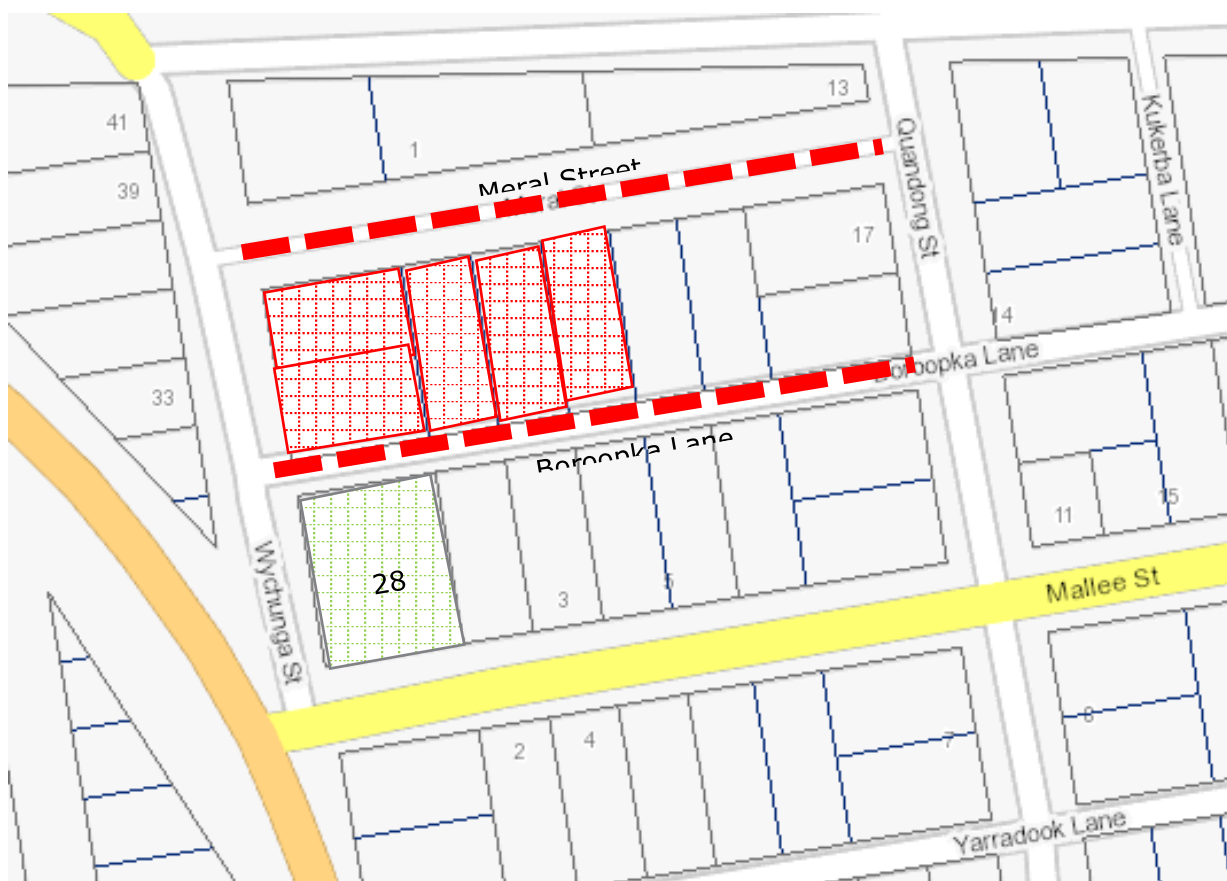 41
13
1
39
Meral Street
Quandong St
Kukerba Lane
17
14
Boroopka Lane
33
Boroopka Lane
28
3
5
11
15
Wychunga St
Mallee St
2
4
7
8
Yarradook Lane